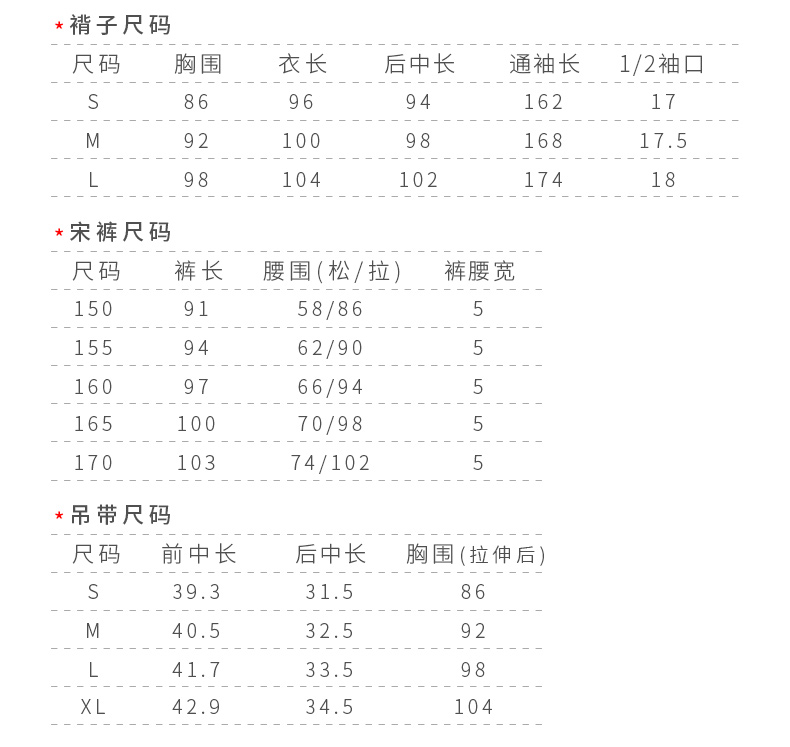 ★褙子尺码
尺码 胸围 衣长 后中长 通袖长 1/2袖口
S 86 96 94 162 17
M 92 100 98 168 17.5
L 98 104 102 174 18
★宋裤尺码
尺码 裤长 腰围(松/拉) 裤腰宽
150 91 58/86 5
155 94 62/90 5
160 97 66/94 5
165 100 70/98 5
170 103 74/102 5
★吊带尺码
尺码 前中长 后中长 胸围(拉伸后)
S 39.3 31.5 86
M 40.5 32.5 92
L 41.7 33.5 98
XL 42.9 34.5 104